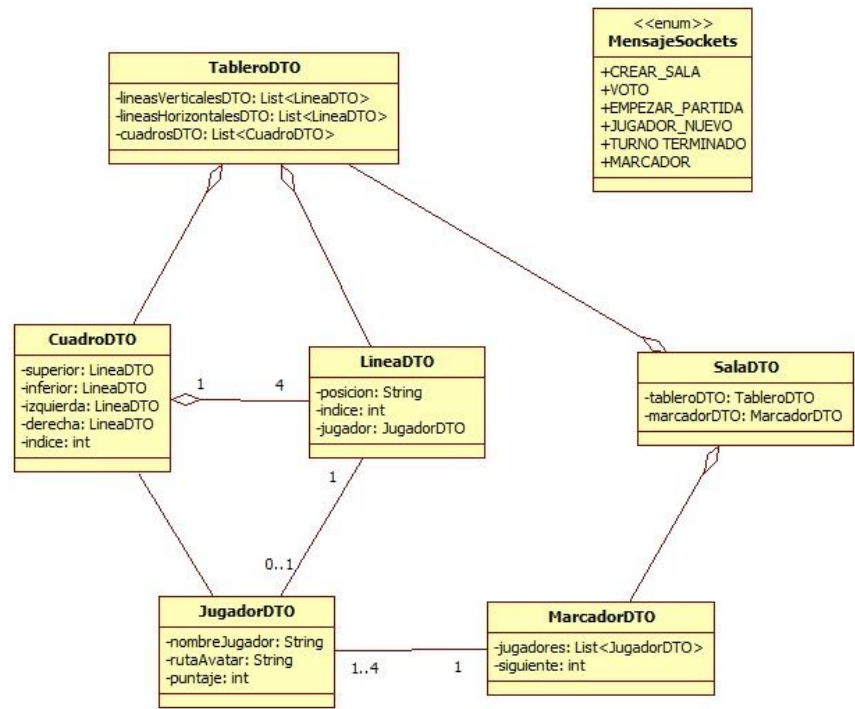 <<enum>>
MensajeSockets
+CREAR_SALA
+VOTO
+EMPEZAR_PARTIDA
+JUGADOR_NUEVO
+TURNO TERMINADO
+MARCADOR
TableroDTO
-lineasVerticalesDTO: List<LineaDTO>
-lineasHorizontalesDTO: List<LineaDTO>
-cuadrosDTO: List<CuadroDTO>
CuadroDTO
-superior: LineaDTO
-inferior: LineaDTO
-izquierda: LineaDTO
-derecha: LineaDTO
-indice: int
1
4
LineaDTO
-posicion: String
-indice: int
-jugador: JugadorDTO
SalaDTO
-tableroDTO: TableroDTO
-marcadorDTO: MarcadorDTO
1
0..1
JugadorDTO
-nombreJugador: String
-rutaAvatar: String
-puntaje: int
1..4
1
MarcadorDTO
-jugadores: List<JugadorDTO>
-siguiente: int